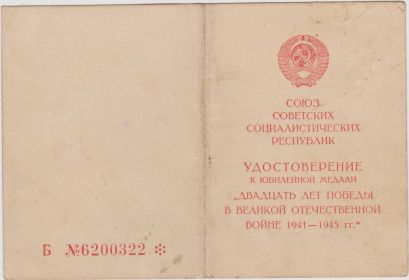 Б №6200322 ✻
СОЮЗ
СОВЕТСКИХ
СОЦИАЛИСТИЧЕСКИХ
РЕСПУБЛИК
УДОСТОВЕРЕНИЕ
К ЮБИЛЕЙНОЙ МЕДАЛИ
„ДВАДЦАТЬ ЛЕТ ПОБЕДЫ
В ВЕЛИКОЙ ОТЕЧЕСТВЕННОЙ
ВОЙНЕ 1941—1945 гг.“